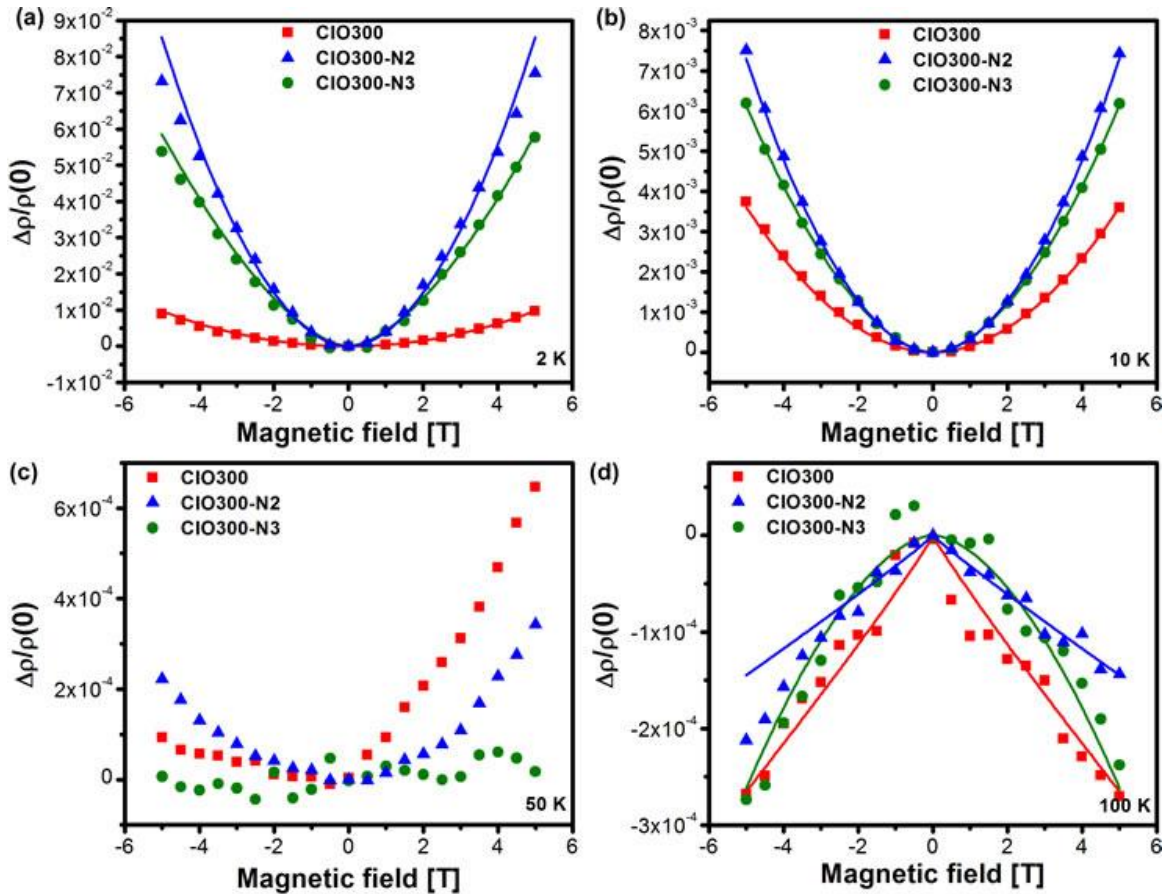 (a)
9x10⁻²
8x10⁻²
7x10⁻²
6x10⁻²
5x10⁻²
4x10⁻²
3x10⁻²
2x10⁻²
1x10⁻²
0
-1x10⁻²
Δρ/ρ(0)
CIO300
CIO300-N2
CIO300-N3
2 K
-6 -4 -2 0 2 4 6
Magnetic field [T]
(b)
8x10⁻³
7x10⁻³
6x10⁻³
5x10⁻³
4x10⁻³
3x10⁻³
2x10⁻³
1x10⁻³
0
Δρ/ρ(0)
CIO300
CIO300-N2
CIO300-N3
10 K
-6 -4 -2 0 2 4 6
Magnetic field [T]
(c)
6x10⁻⁴
4x10⁻⁴
2x10⁻⁴
0
Δρ/ρ(0)
CIO300
CIO300-N2
CIO300-N3
50 K
-6 -4 -2 0 2 4 6
Magnetic field [T]
(d)
0
-1x10⁻⁴
-2x10⁻⁴
-3x10⁻⁴
Δρ/ρ(0)
CIO300
CIO300-N2
CIO300-N3
100 K
-6 -4 -2 0 2 4 6
Magnetic field [T]